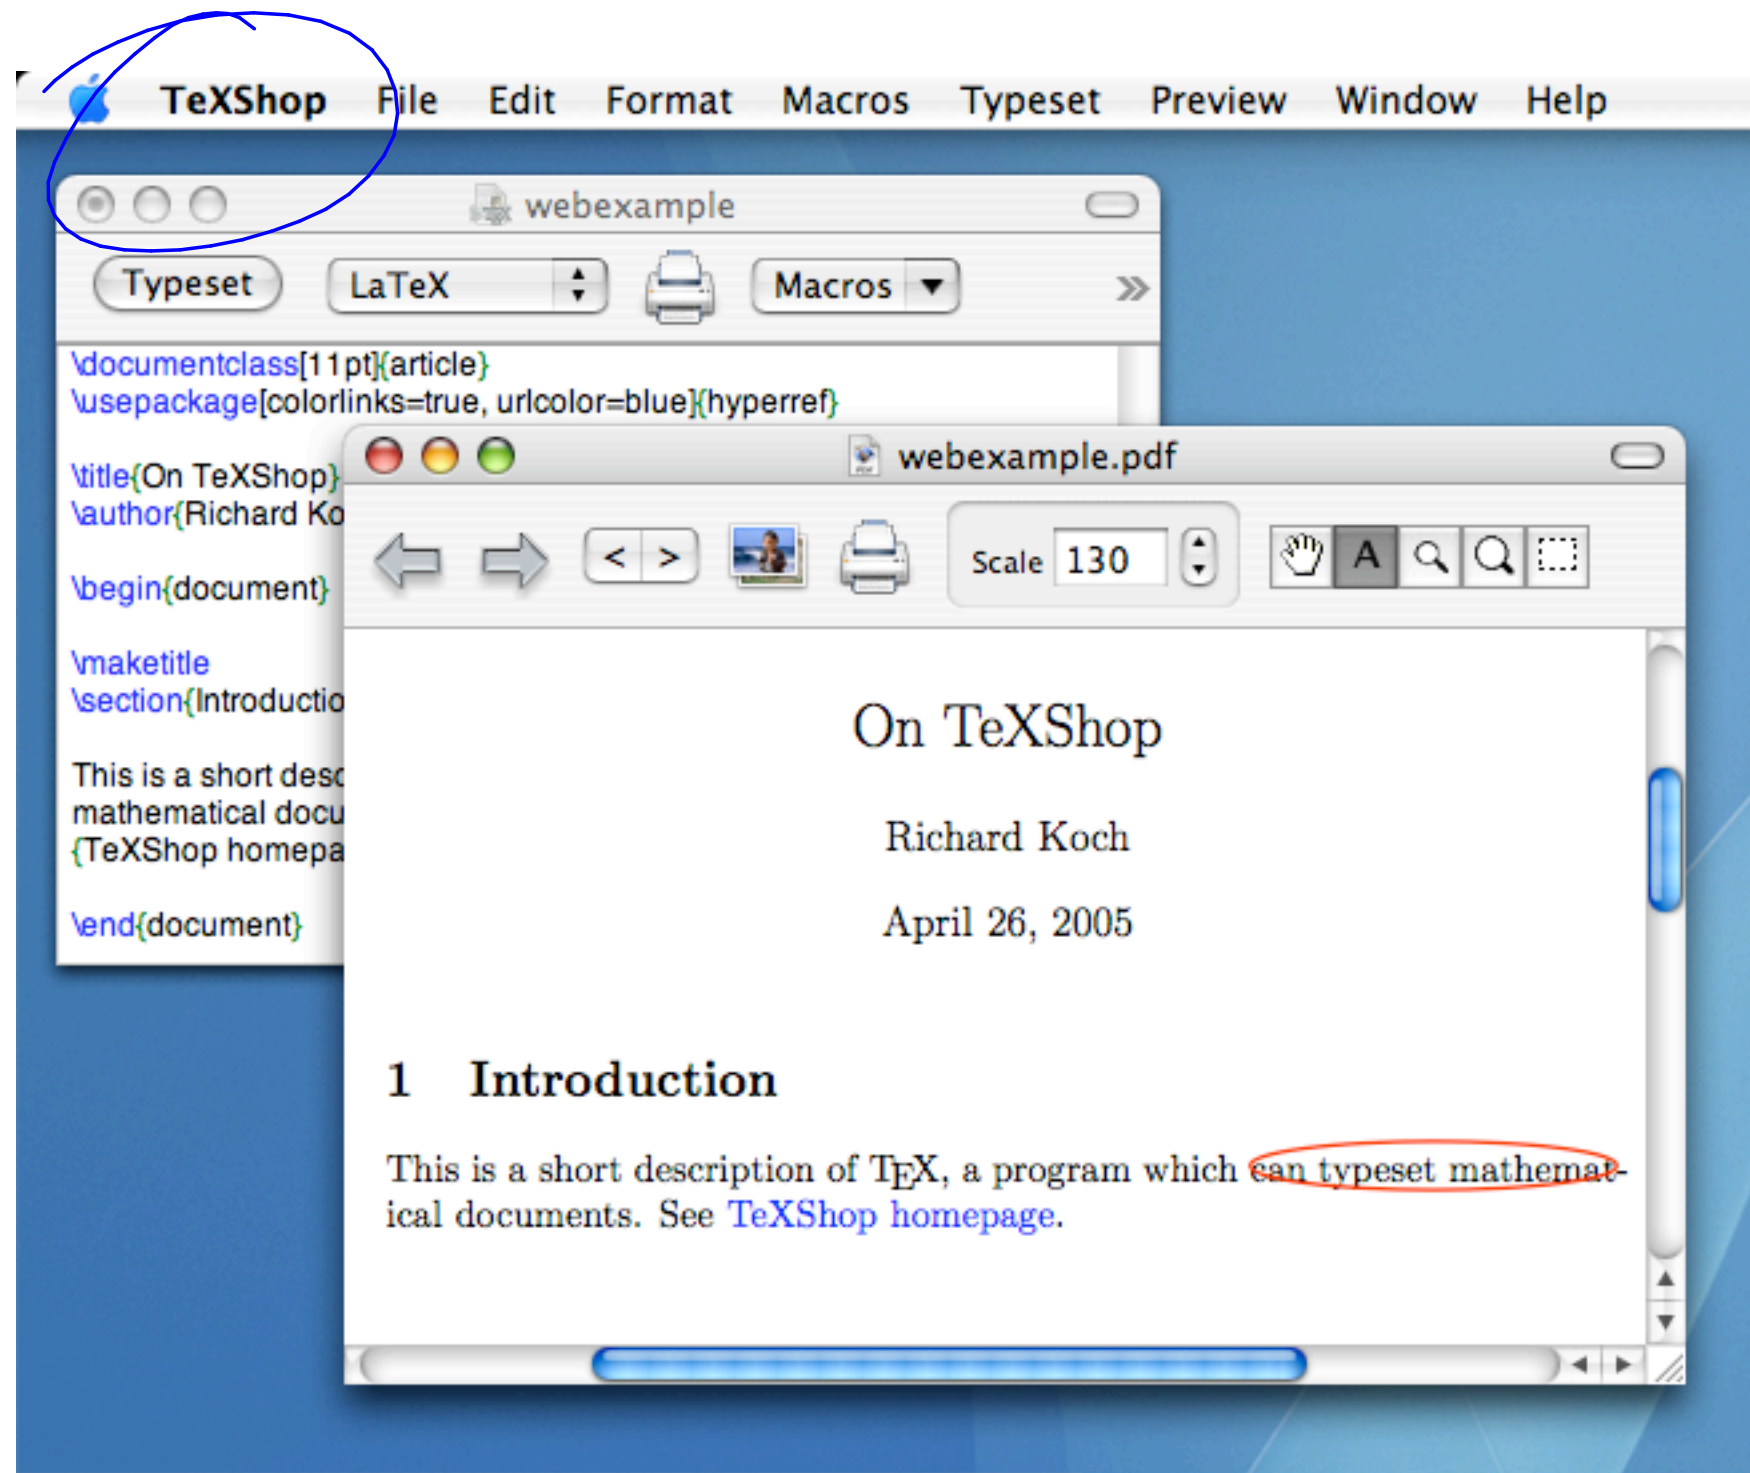 TeXShop File Edit Format Macros Typeset Preview Window Help
webexample
Typeset LaTeX Macros
\documentclass[11pt]{article}
\usepackage[colorlinks=true, urlcolor=blue]{hyperref}
\title{On TeXShop}
\author{Richard Ko
\begin{document}
\maketitle
\section{Introductio
This is a short desc
mathematical docu
{TeXShop homepa
\end{document}
webexample.pdf
< > Scale 130 A
On TeXShop
Richard Koch
April 26, 2005
1 Introduction
This is a short description of TEX, a program which can typeset mathemat-
ical documents. See TeXShop homepage.